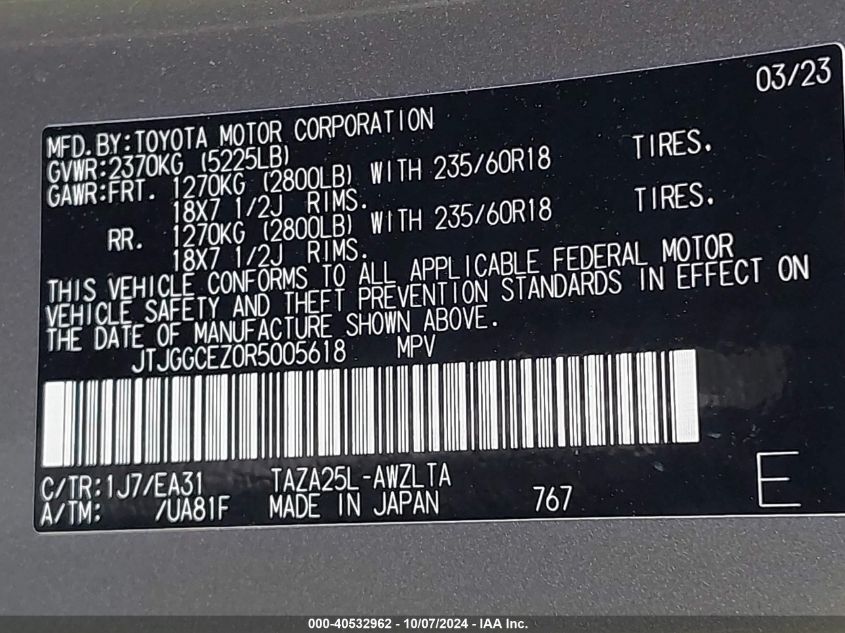 03/23
MFD.BY:TOYOTA MOTOR CORPORATION
GVWR:2370KG (5225LB)
GAWR:FRT. 1270KG (2800LB) WITH 235/60R18 TIRES.
18X7 1/2J RIMS.
RR. 1270KG (2800LB) WITH 235/60R18 TIRES.
18X7 1/2J RIMS.
THIS VEHICLE CONFORMS TO ALL APPLICABLE FEDERAL MOTOR
VEHICLE SAFETY AND THEFT PREVENTION STANDARDS IN EFFECT ON
THE DATE OF MANUFACTURE SHOWN ABOVE.
JTJGGCEZ0R5005618 MPV
C/TR:1J7/EA31 TAZA25L-AWZLTA
A/TM: /UA81F MADE IN JAPAN 767 E
000-40532962 - 10/07/2024 - IAA Inc.